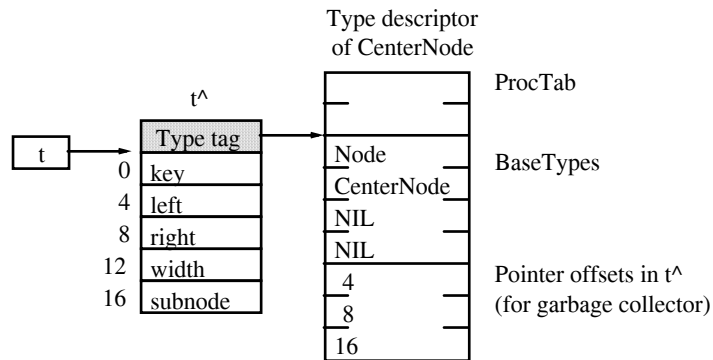 Type descriptor
of CenterNode
ProcTab
t^
Type tag
t
0 key
4 left
8 right
12 width
16 subnode
Node
CenterNode
NIL
NIL
BaseTypes
4
8
16
Pointer offsets in t^
(for garbage collector)